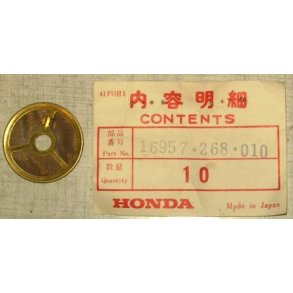 41FOH2
内容明細
CONTENTS
部品番号
Part No.
16957・268・010
数量
Quantity
10
HONDA
Made in Japan